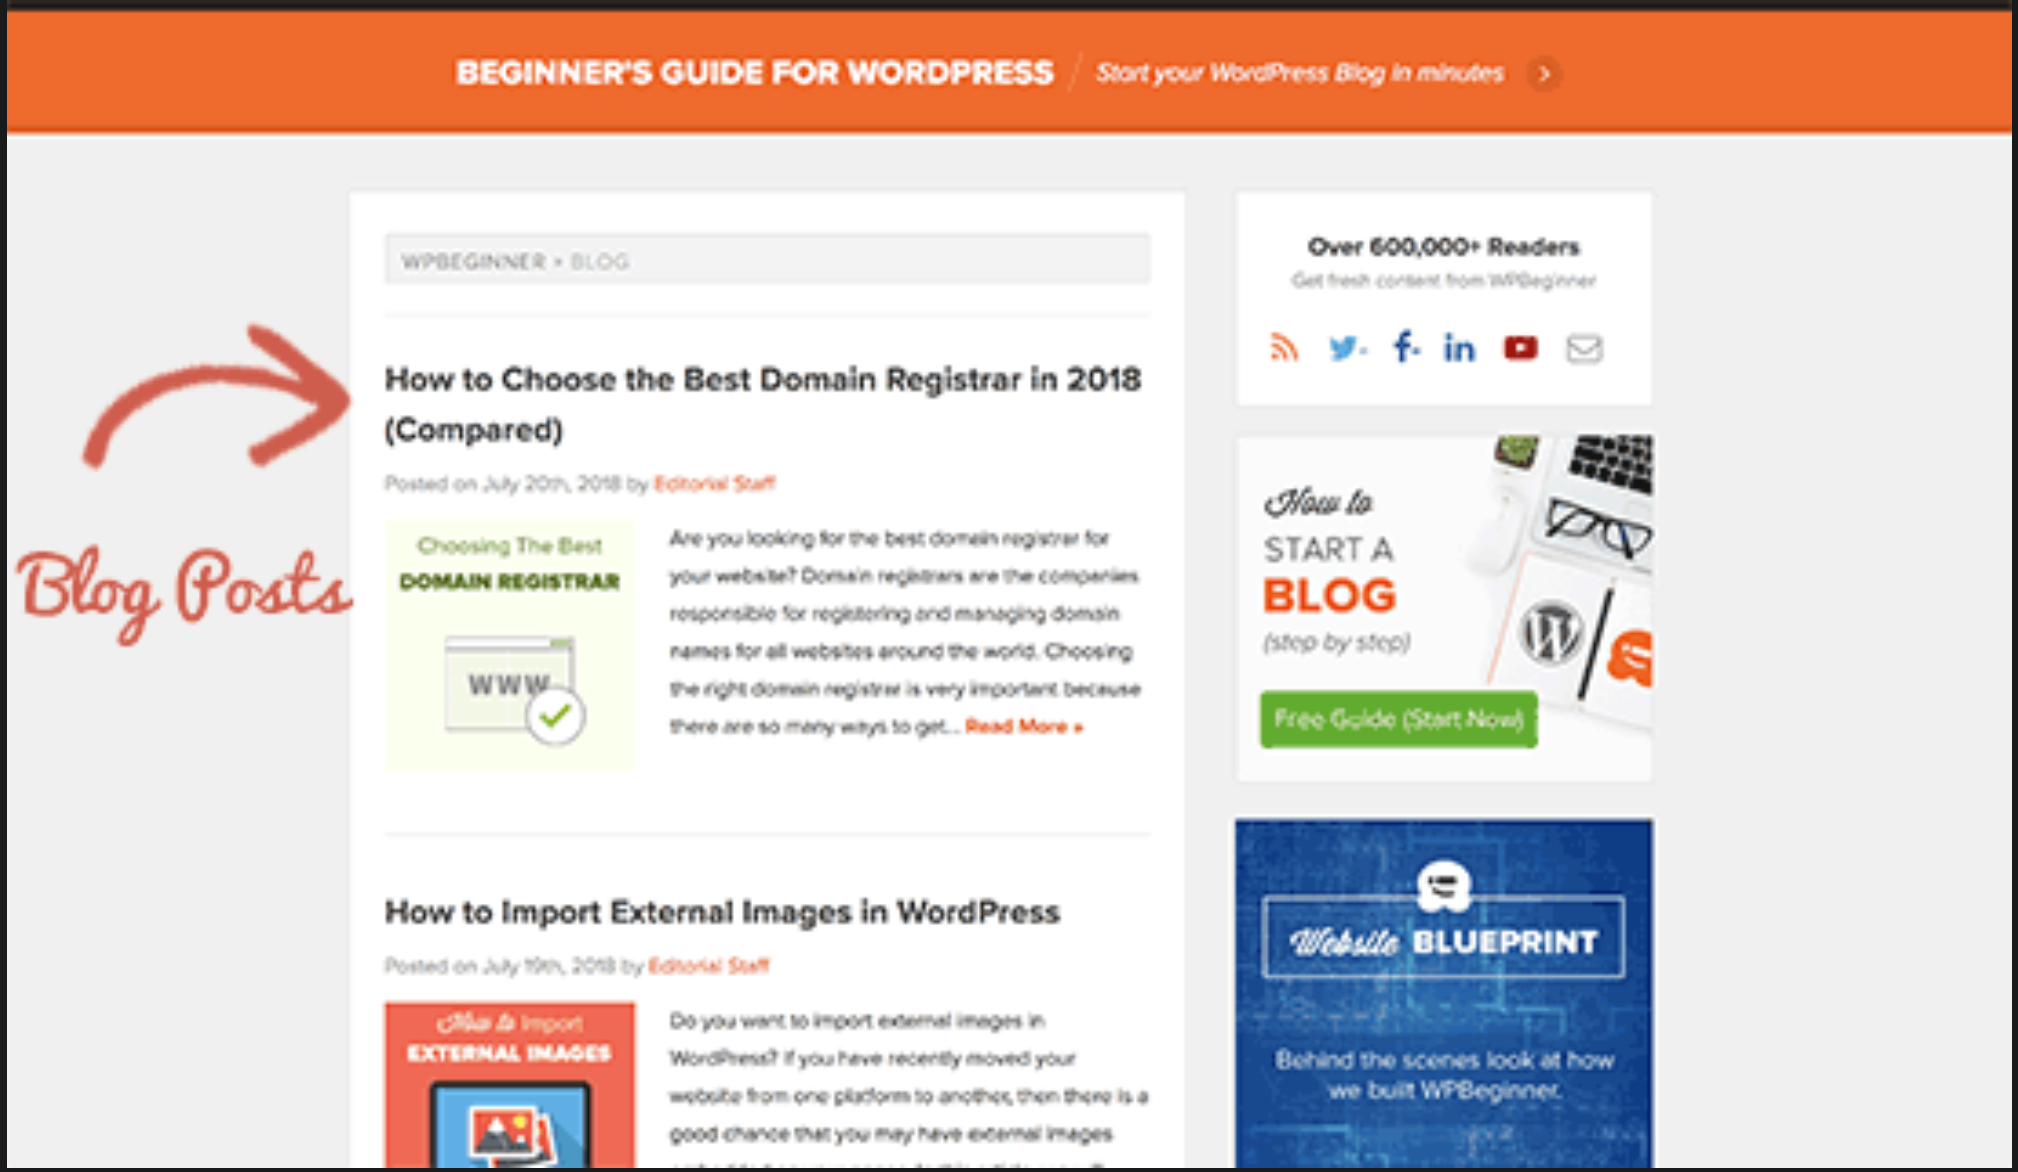 BEGINNER'S GUIDE FOR WORDPRESS / Start your WordPress Blog in minutes
WPBEGINNER » BLOG
Blog Posts
How to Choose the Best Domain Registrar in 2018
(Compared)
Posted on July 20th, 2018 by Editorial Staff
Choosing The Best
DOMAIN REGISTRAR
WWW
Are you looking for the best domain registrar for
your website? Domain registrars are the companies
responsible for registering and managing domain
names for all websites around the world. Choosing
the right domain registrar is very important because
there are so many ways to get... Read More »
How to Import External Images in WordPress
Posted on July 19th, 2018 by Editorial Staff
How to Import
EXTERNAL IMAGES
Do you want to import external images in
WordPress? If you have recently moved your
website from one platform to another, then there is a
good chance that you may have external images
Over 600,000+ Readers
Get fresh content from WPBeginner
How to
START A
BLOG
(step by step)
Free Guide (Start Now)
Website BLUEPRINT
Behind the scenes look at how
we built WPBeginner.